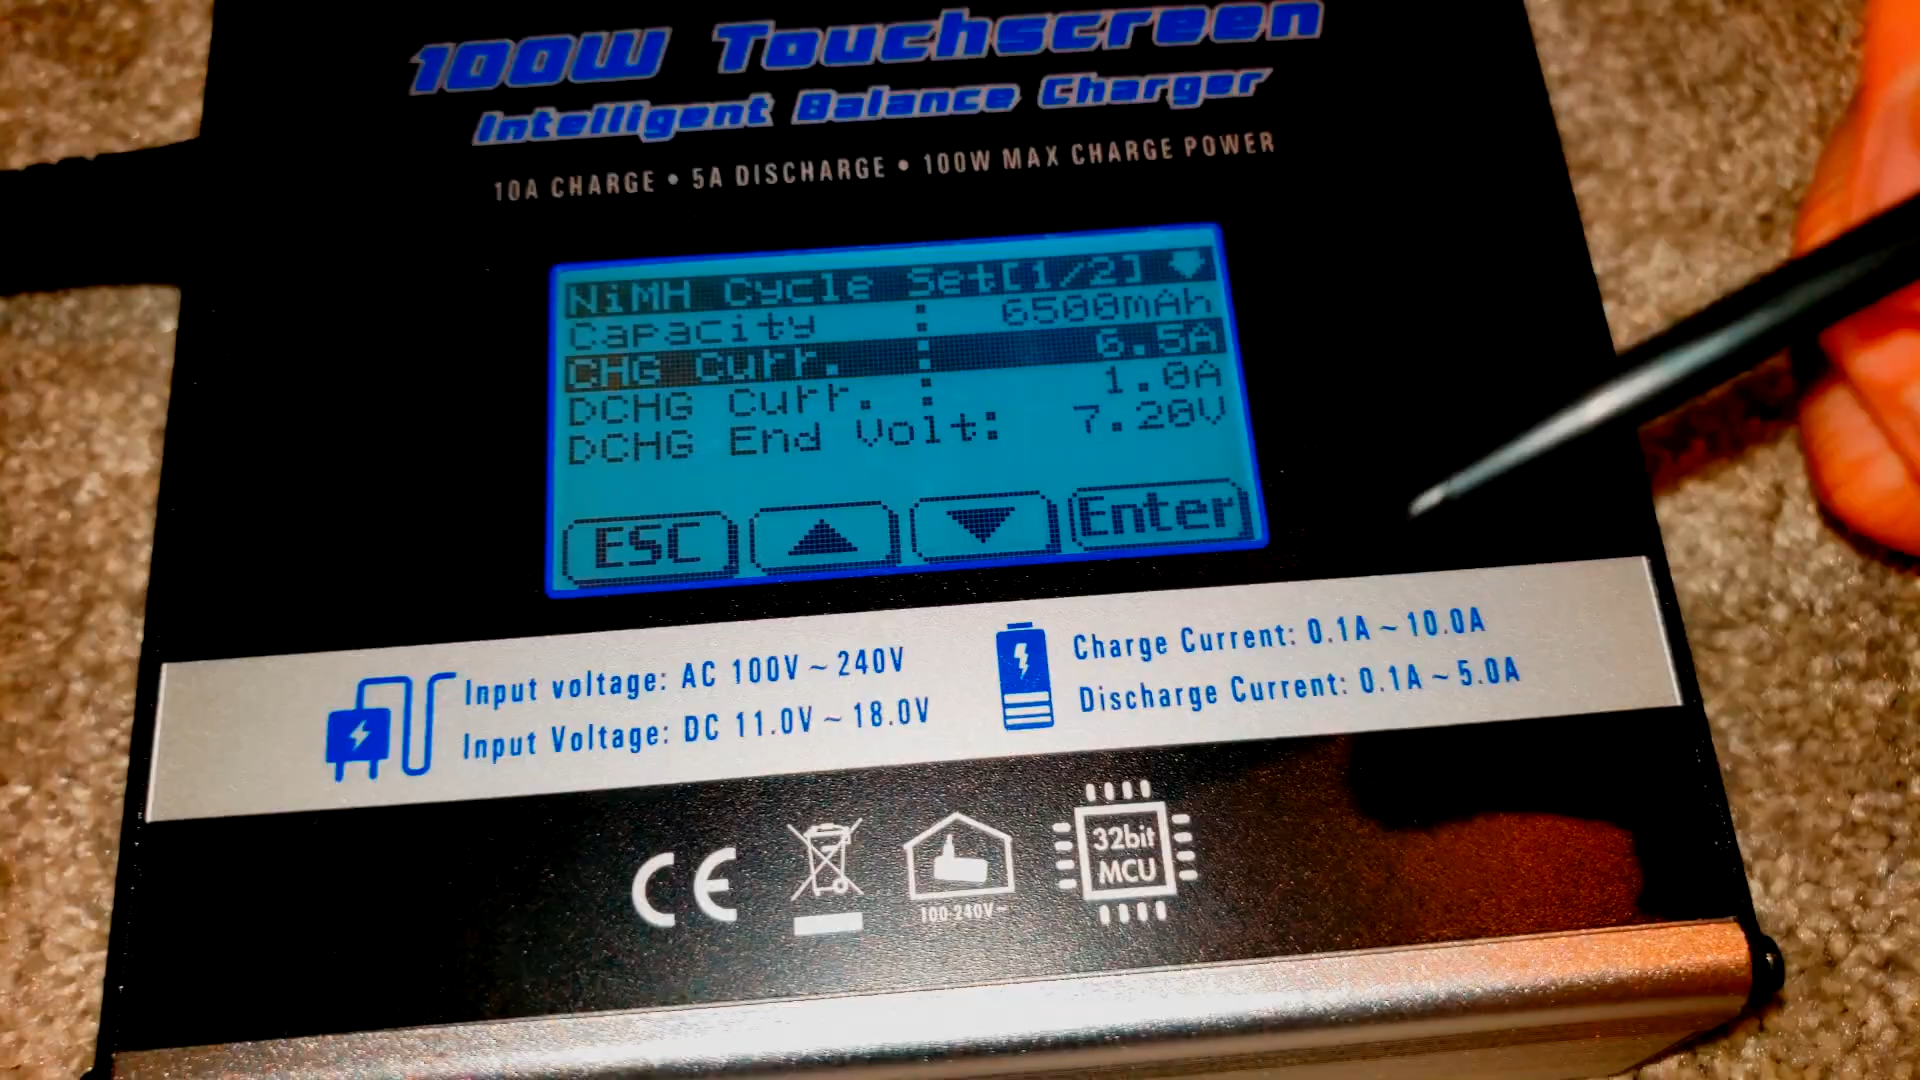 100W Touchscreen
Intelligent Balance Charger
10A CHARGE • 5A DISCHARGE • 100W MAX CHARGE POWER
NiMH Cycle Set[1/2]
Capacity : 6500mAh
CHG Curr. : 6.5A
DCHG Curr. : 1.0A
DCHG End Volt: 7.20V
ESC Enter
Input voltage: AC 100V ~ 240V
Input Voltage: DC 11.0V ~ 18.0V
Charge Current: 0.1A ~ 10.0A
Discharge Current: 0.1A ~ 5.0A
CE
100-240V~
32bit
MCU